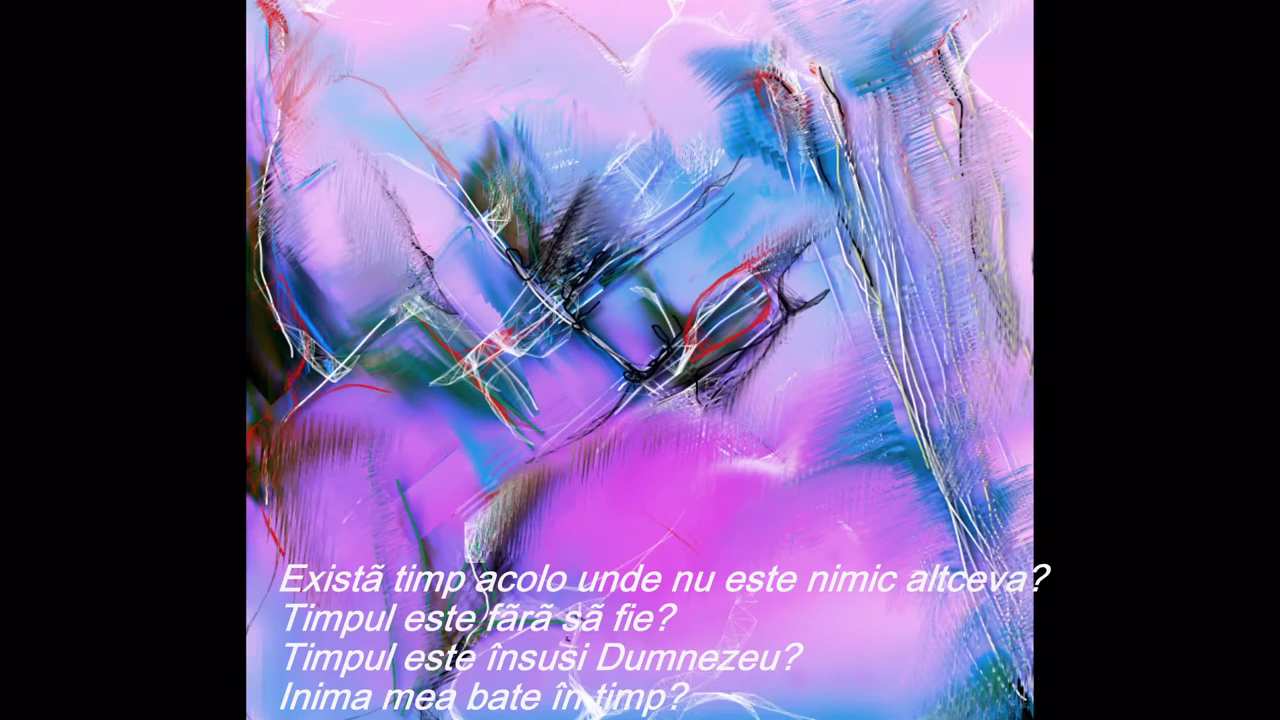 Existã timp acolo unde nu este nimic altceva?
Timpul este fãrã sã fie?
Timpul este însusi Dumnezeu?
Inima mea bate în timp?